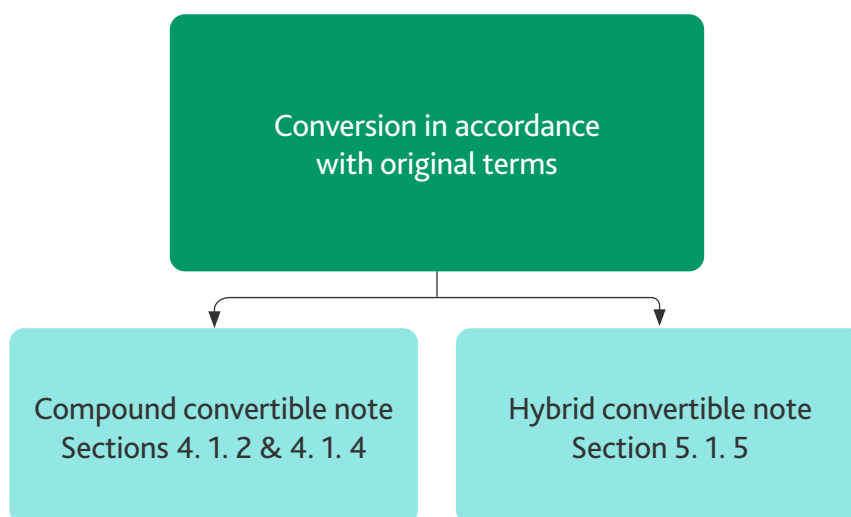 Conversion in accordance
with original terms
Compound convertible note
Sections 4. 1. 2 & 4. 1. 4
Hybrid convertible note
Section 5. 1. 5